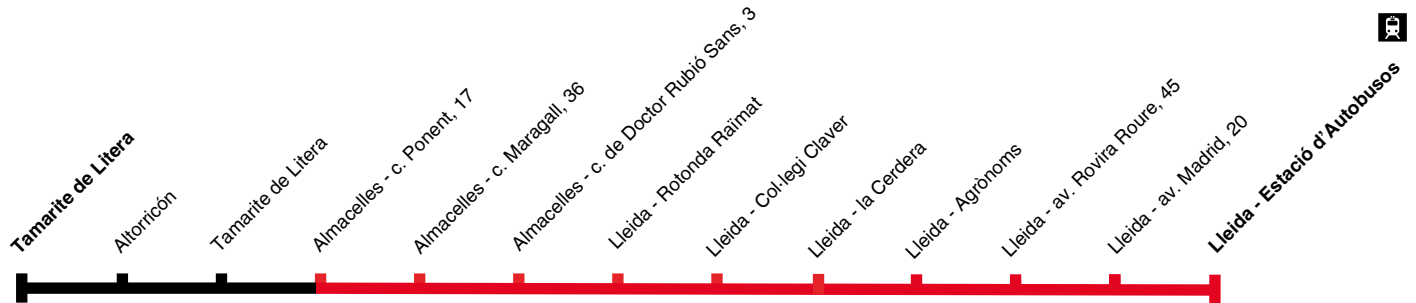 Tamarite de Litera
Altorricón
Tamarite de Litera
Almacelles - c. Ponent, 17
Almacelles - c. Maragall, 36
Almacelles - c. de Doctor Rubió Sans, 3
Lleida - Rotonda Raïmat
Lleida - Col·legi Claver
Lleida - la Cerdera
Lleida - Agrònoms
Lleida - av. Rovira Roure, 45
Lleida - av. Madrid, 20
Lleida - Estació d'Autobusos